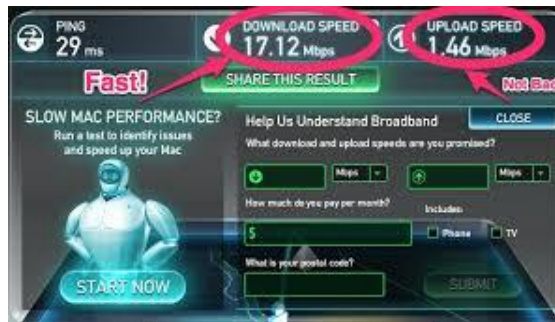 PING
29 ms
DOWNLOAD SPEED
17.12 Mbps
UPLOAD SPEED
1.46 Mbps
Fast!
SHARE THIS RESULT
Not Bad
SLOW MAC PERFORMANCE?
Run a test to identify issues
and speed up your Mac
START NOW
Help Us Understand Broadband
CLOSE
What download and upload speeds are you promised?
Mbps
Mbps
How much do you pay per month?
Includes:
$
Phone
TV
What is your postal code?
SUBMIT